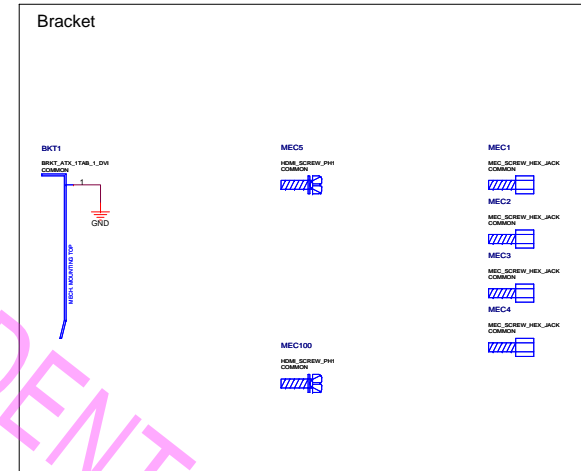 Bracket
BKT1
BRKT_ATX_1TAB_1_DVI
COMMON
1
GND
MECH. MOUNTING TOP
MEC5
HDMI_SCREW_PH1
COMMON
MEC100
HDMI_SCREW_PH1
COMMON
MEC1
MEC_SCREW_HEX_JACK
COMMON
MEC2
MEC_SCREW_HEX_JACK
COMMON
MEC3
MEC_SCREW_HEX_JACK
COMMON
MEC4
MEC_SCREW_HEX_JACK
COMMON
DENT